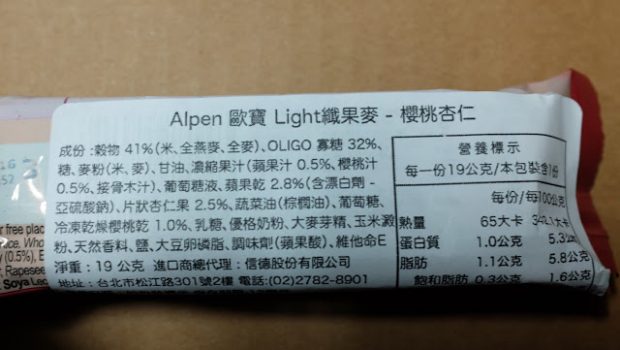 Alpen 歐寶 Light纖果麥 - 櫻桃杏仁
成份 :穀物 41%(米、全燕麥、全麥)、OLIGO 寡糖 32%、
糖、麥粉(米、麥)、甘油、濃縮果汁(蘋果汁 0.5%、櫻桃汁
0.5%、接骨木汁)、葡萄糖液、蘋果乾 2.8%(含漂白劑 -
亞硫酸鈉)、片狀杏仁果 2.5%、蔬菜油(棕櫚油)、葡萄糖、
冷凍乾燥櫻桃乾 1.0%、乳糖、優格奶粉、大麥芽精、玉米澱
粉、天然香料、鹽、大豆卵磷脂、調味劑(蘋果酸)、維他命E
淨重：19 公克 進口商總代理：信德股份有限公司
地址：台北市松江路301號2樓 電話:(02)2782-8901
營養標示
每一份19公克/本包裝含1份
每份/每100公克
熱量 65大卡 342.1大卡
蛋白質 1.0公克 5.3
脂肪 1.1公克 5.8公克
飽和脂肪 0.3公克 1.6公克
r free place
Who
(0.5%), E
Rapeseed
Soya Lec